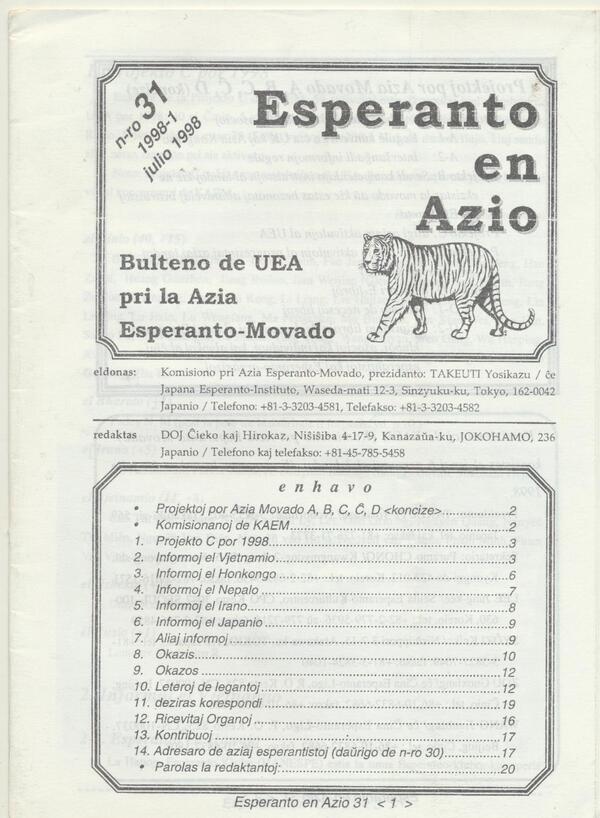 n-ro 31
1998-1
julio 1998
Esperanto
en
Azio
Bulteno de UEA
pri la Azia
Esperanto-Movado
eldonas: Komisiono pri Azia Esperanto-Movado, prezidanto: TAKEUTI Yosikazu / ĉe
Japana Esperanto-Instituto, Waseda-mati 12-3, Sinzyuku-ku, Tokyo, 162-0042
Japanio / Telefono: +81-3-3203-4581, Telefakso: +81-3-3203-4582
redaktas DOJ Ĉieko kaj Hirokaz, Niŝiŝiba 4-17-9, Kanazaŭa-ku, JOKOHAMO, 236
Japanio / Telefono kaj telefakso: +81-45-785-5458
enhavo
• Projektoj por Azia Movado A, B, C, Ĉ, D <koncize>...2
• Komisionanoj de KAEM...2
1. Projekto C por 1998...3
2. Informoj el Vjetnamio...3
3. Informoj el Honkongo...6
4. Informoj el Nepalo...7
5. Informoj el Irano...8
6. Informoj el Japanio...9
7. Aliaj informoj...9
8. Okazis...10
9. Okazos...12
10. Leteroj de legantoj...12
11. deziras korespondi...19
12. Ricevitaj Organoj...16
13. Kontribuoj...17
14. Adresaro de aziaj esperantistoj (daŭrigo de n-ro 30)...17
• Parolas la redaktantoj:...20
Esperanto en Azio 31 < 1 >